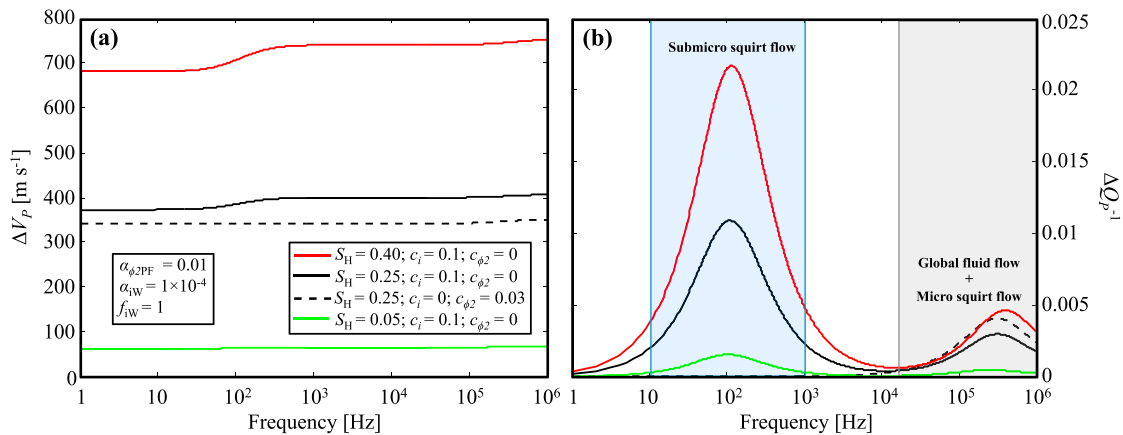 (a)
800
700
600
500
400
300
200
100
0
ΔV_P [m s⁻¹]
α_ϕ2PF = 0.01
α_iW = 1×10⁻⁴
f_iW = 1
S_H = 0.40; c_i = 0.1; c_ϕ2 = 0
S_H = 0.25; c_i = 0.1; c_ϕ2 = 0
S_H = 0.25; c_i = 0; c_ϕ2 = 0.03
S_H = 0.05; c_i = 0.1; c_ϕ2 = 0
1 10 10² 10³ 10⁴ 10⁵ 10⁶
Frequency [Hz]
(b)
Submicro squirt flow
Global fluid flow
+
Micro squirt flow
0.025
0.02
0.015
0.01
0.005
0
ΔQ_P⁻¹
1 10 10² 10³ 10⁴ 10⁵ 10⁶
Frequency [Hz]